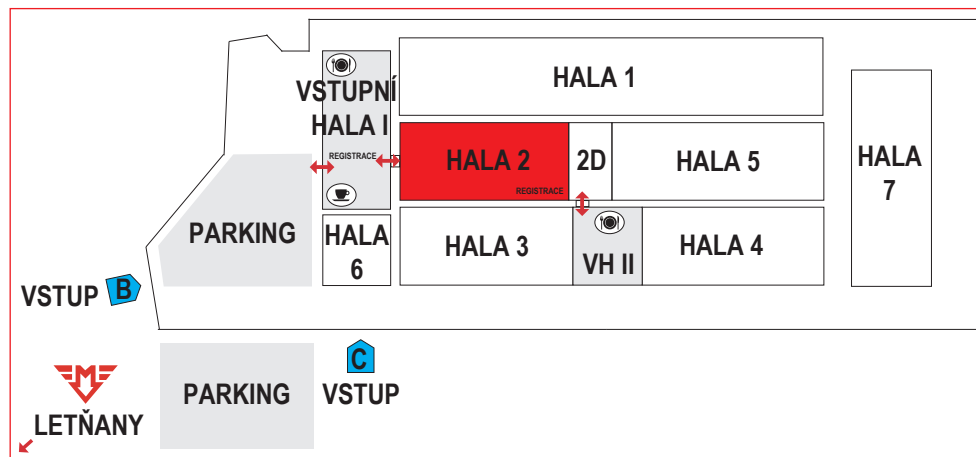 VSTUPNÍ
HALA I
REGISTRACE
HALA 1
HALA 2
REGISTRACE
2D
HALA 5
HALA
7
PARKING
HALA
6
HALA 3
VH II
HALA 4
VSTUP
B
C
VSTUP
PARKING
M
LETŇANY